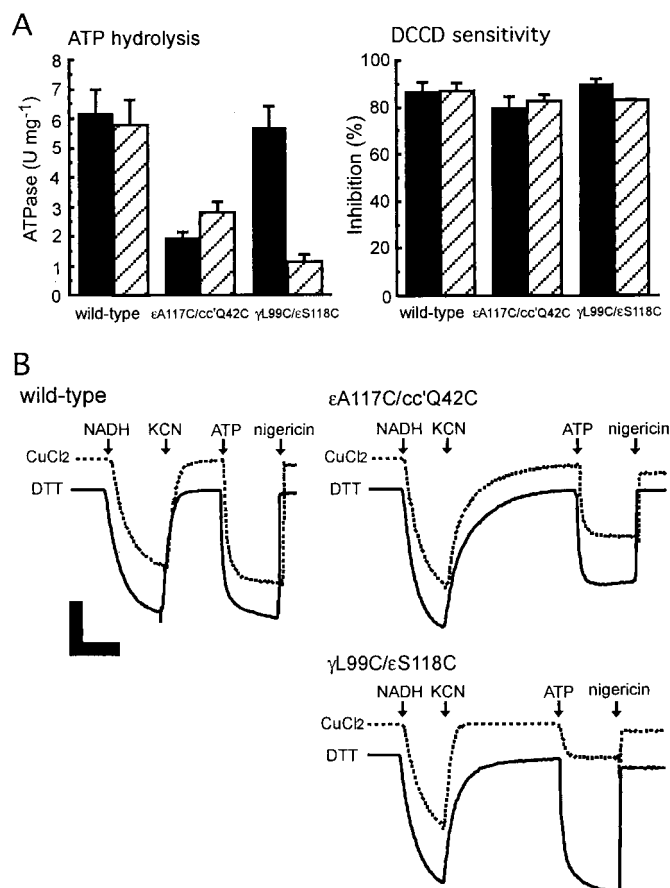 A
ATP hydrolysis
DCCD sensitivity
ATPase (U mg⁻¹)
8
7
6
5
4
3
2
1
0
wild-type
εA117C/cc'Q42C
γL99C/εS118C
Inhibition (%)
100
80
60
40
20
0
wild-type
εA117C/cc'Q42C
γL99C/εS118C
B
wild-type
NADH KCN ATP nigericin
CuCl2
DTT
εA117C/cc'Q42C
NADH KCN ATP nigericin
CuCl2
DTT
γL99C/εS118C
NADH KCN ATP nigericin
CuCl2
DTT